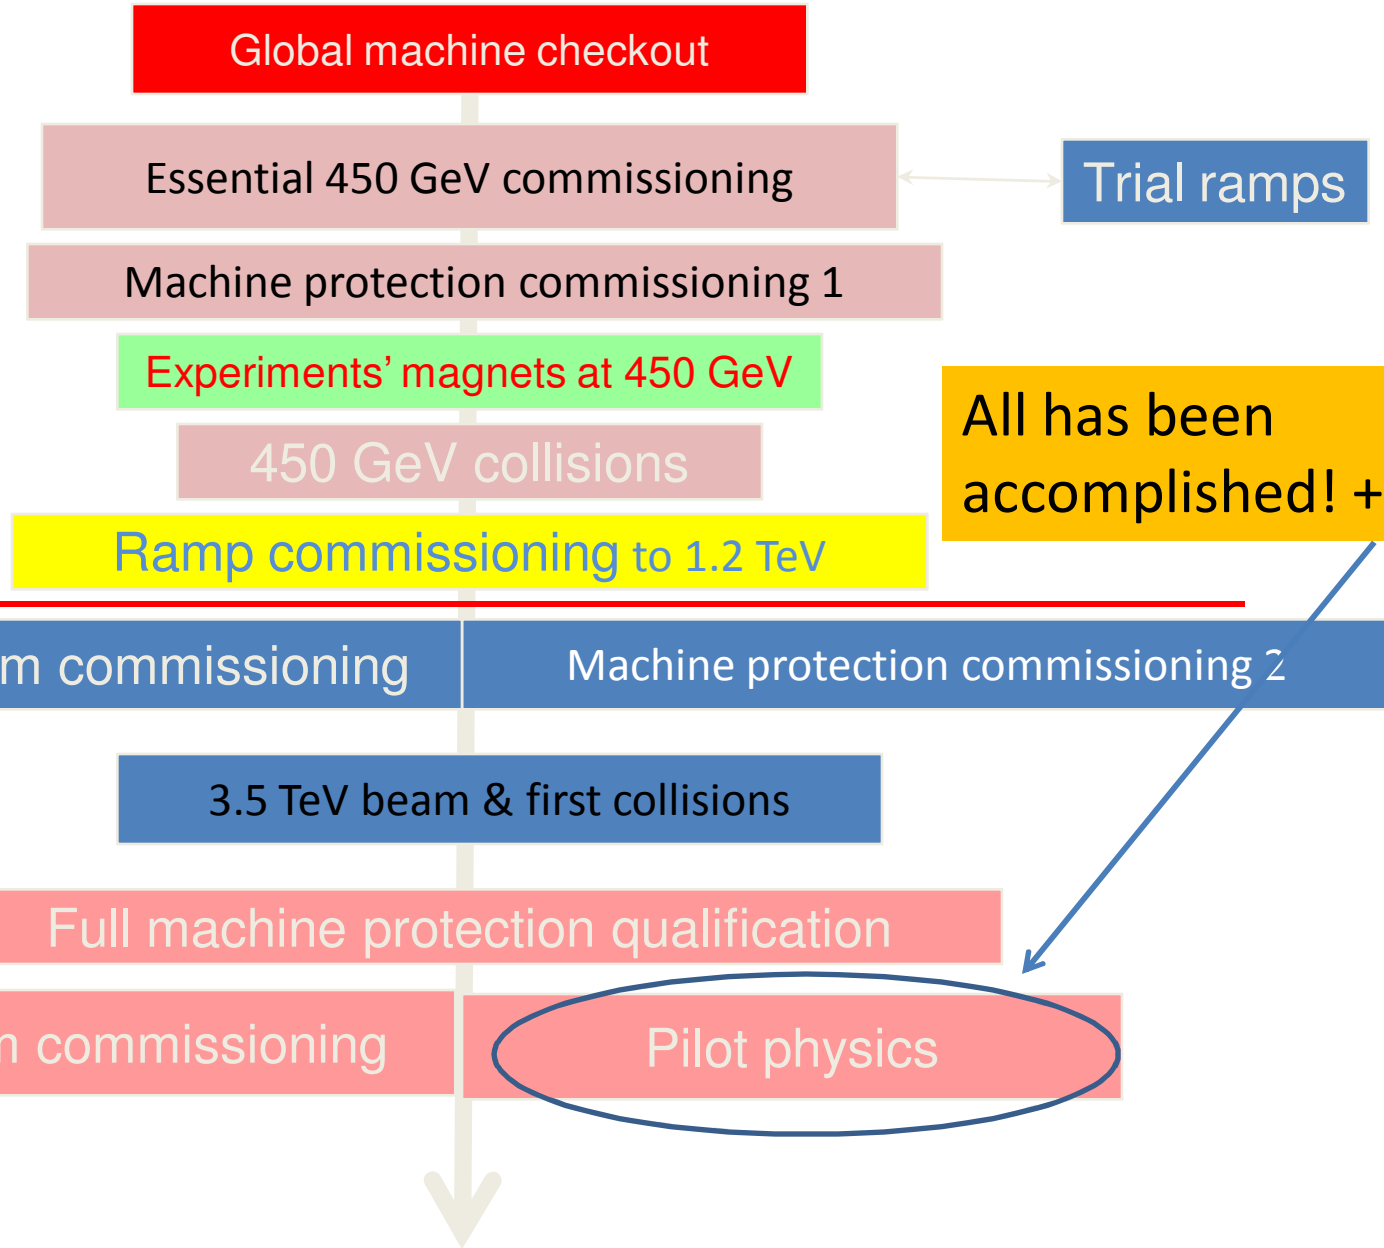 Global machine checkout
Essential 450 GeV commissioning
Trial ramps
Machine protection commissioning 1
Experiments’ magnets at 450 GeV
All has been
accomplished! +
450 GeV collisions
Ramp commissioning to 1.2 TeV
m commissioning
Machine protection commissioning 2
3.5 TeV beam & first collisions
Full machine protection qualification
commissioning
Pilot physics